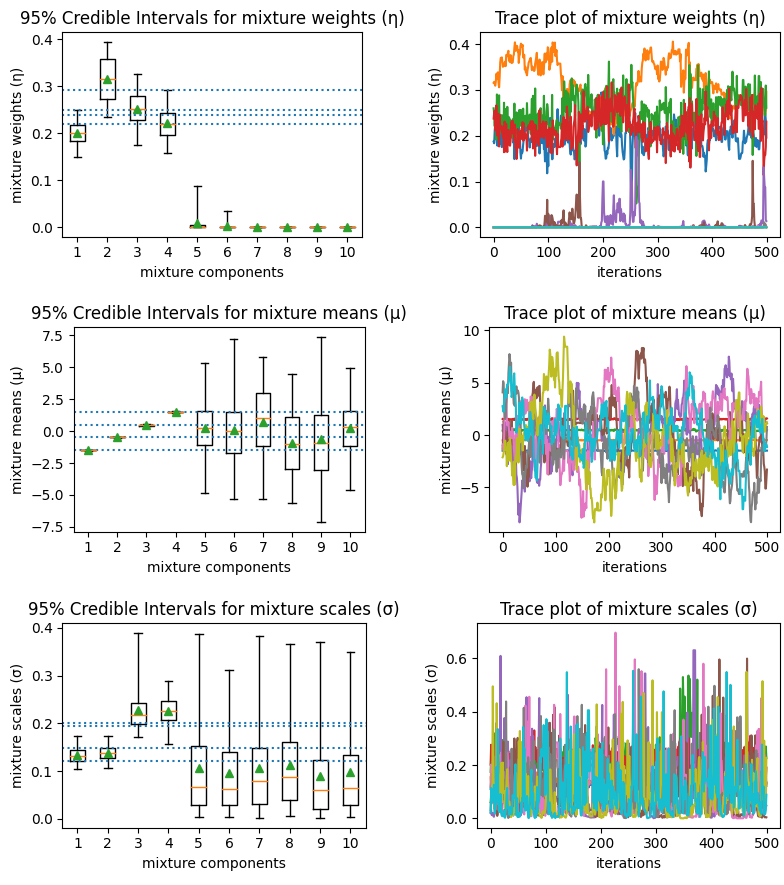 95% Credible Intervals for mixture weights (η)
mixture weights (η)
0.4
0.3
0.2
0.1
0.0
1 2 3 4 5 6 7 8 9 10
mixture components
Trace plot of mixture weights (η)
mixture weights (η)
0.4
0.3
0.2
0.1
0.0
0 100 200 300 400 500
iterations
95% Credible Intervals for mixture means (μ)
mixture means (μ)
7.5
5.0
2.5
0.0
−2.5
−5.0
−7.5
1 2 3 4 5 6 7 8 9 10
mixture components
Trace plot of mixture means (μ)
mixture means (μ)
10
5
0
−5
0 100 200 300 400 500
iterations
95% Credible Intervals for mixture scales (σ)
mixture scales (σ)
0.4
0.3
0.2
0.1
0.0
1 2 3 4 5 6 7 8 9 10
mixture components
Trace plot of mixture scales (σ)
mixture scales (σ)
0.6
0.4
0.2
0.0
0 100 200 300 400 500
iterations